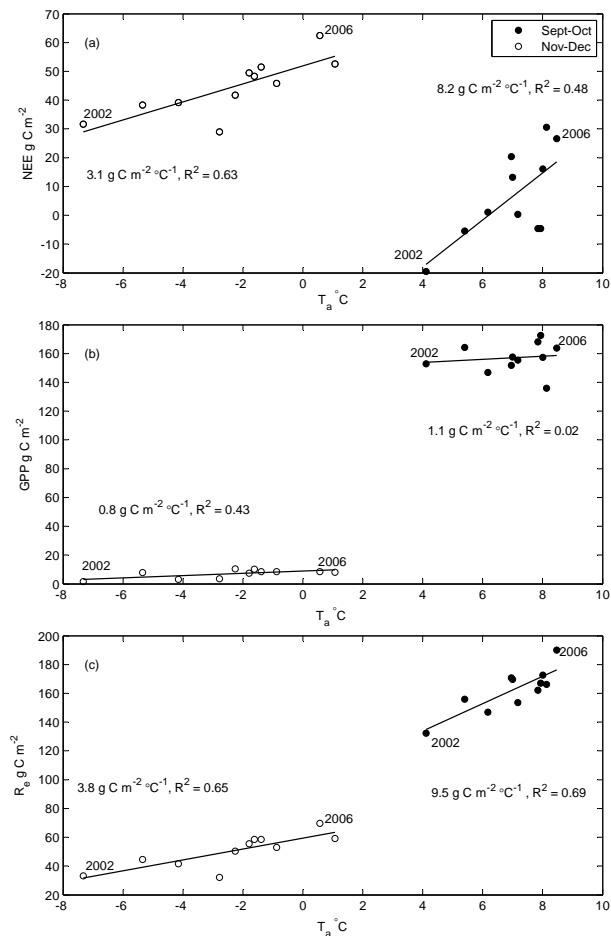 (a)
2006
Sept-Oct
Nov-Dec
8.2 g C m⁻² °C⁻¹, R² = 0.48
2002
2006
3.1 g C m⁻² °C⁻¹, R² = 0.63
2002
NEE g C m⁻²
70
60
50
40
30
20
10
0
-10
-20
-8 -6 -4 -2 0 2 4 6 8 10
Tₐ °C
(b)
2002
2006
1.1 g C m⁻² °C⁻¹, R² = 0.02
0.8 g C m⁻² °C⁻¹, R² = 0.43
2002
2006
GPP g C m⁻²
180
160
140
120
100
80
60
40
20
0
-8 -6 -4 -2 0 2 4 6 8 10
Tₐ °C
(c)
2006
2002
3.8 g C m⁻² °C⁻¹, R² = 0.65
9.5 g C m⁻² °C⁻¹ , R² = 0.69
2006
2002
Rₑ g C m⁻²
200
180
160
140
120
100
80
60
40
20
0
-8 -6 -4 -2 0 2 4 6 8 10
Tₐ °C